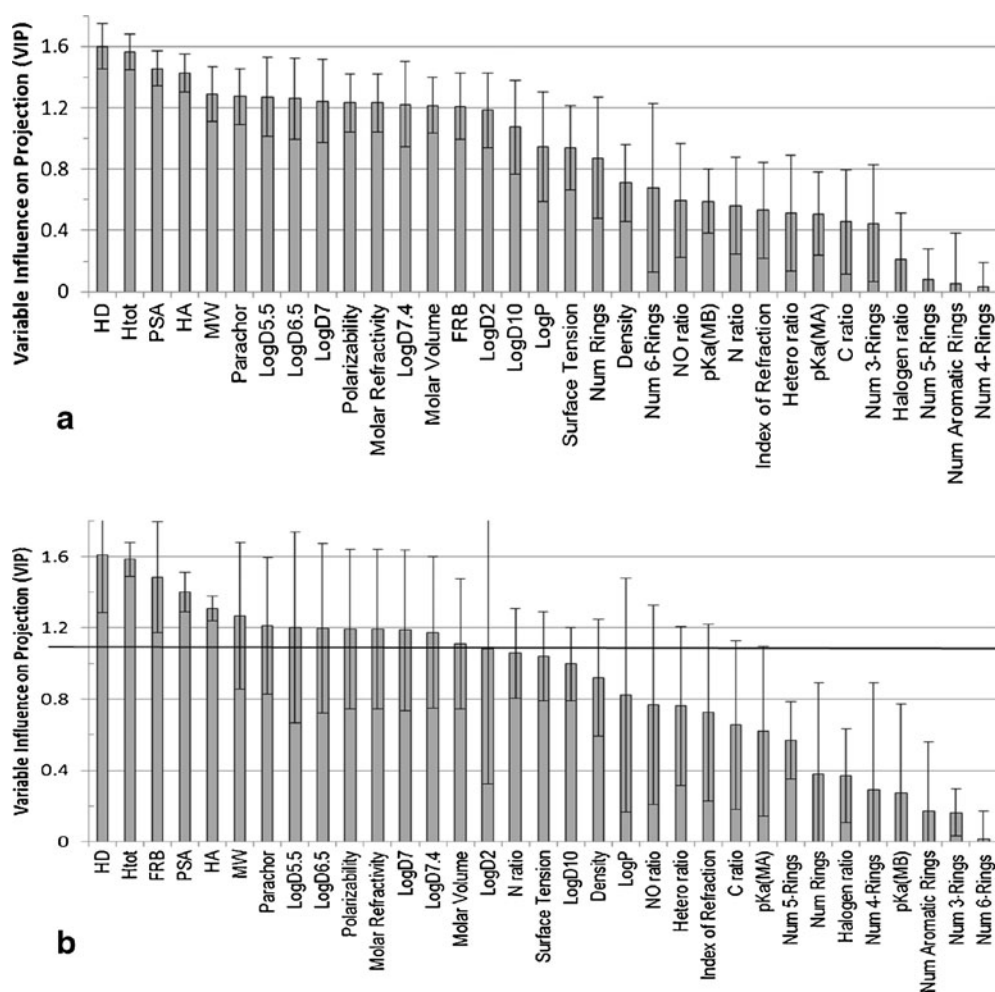 a
Variable Influence on Projection (VIP)
1.6
1.2
0.8
0.4
0
HD
Htot
PSA
HA
MW
Parachor
LogD5.5
LogD6.5
LogD7
Polarizability
Molar Refractivity
LogD7.4
Molar Volume
FRB
LogD2
LogD10
LogP
Surface Tension
Num Rings
Density
Num 6-Rings
NO ratio
pKa(MB)
N ratio
Index of Refraction
Hetero ratio
pKa(MA)
C ratio
Num 3-Rings
Halogen ratio
Num 5-Rings
Num Aromatic Rings
Num 4-Rings
b
Variable Influence on Projection (VIP)
1.6
1.2
0.8
0.4
0
HD
Htot
FRB
PSA
HA
MW
Parachor
LogD5.5
LogD6.5
Polarizability
Molar Refractivity
LogD7
LogD7.4
Molar Volume
LogD2
N ratio
Surface Tension
LogD10
Density
LogP
NO ratio
Hetero ratio
Index of Refraction
C ratio
pKa(MA)
Num 5-Rings
Num Rings
Halogen ratio
Num 4-Rings
pKa(MB)
Num Aromatic Rings
Num 3-Rings
Num 6-Rings